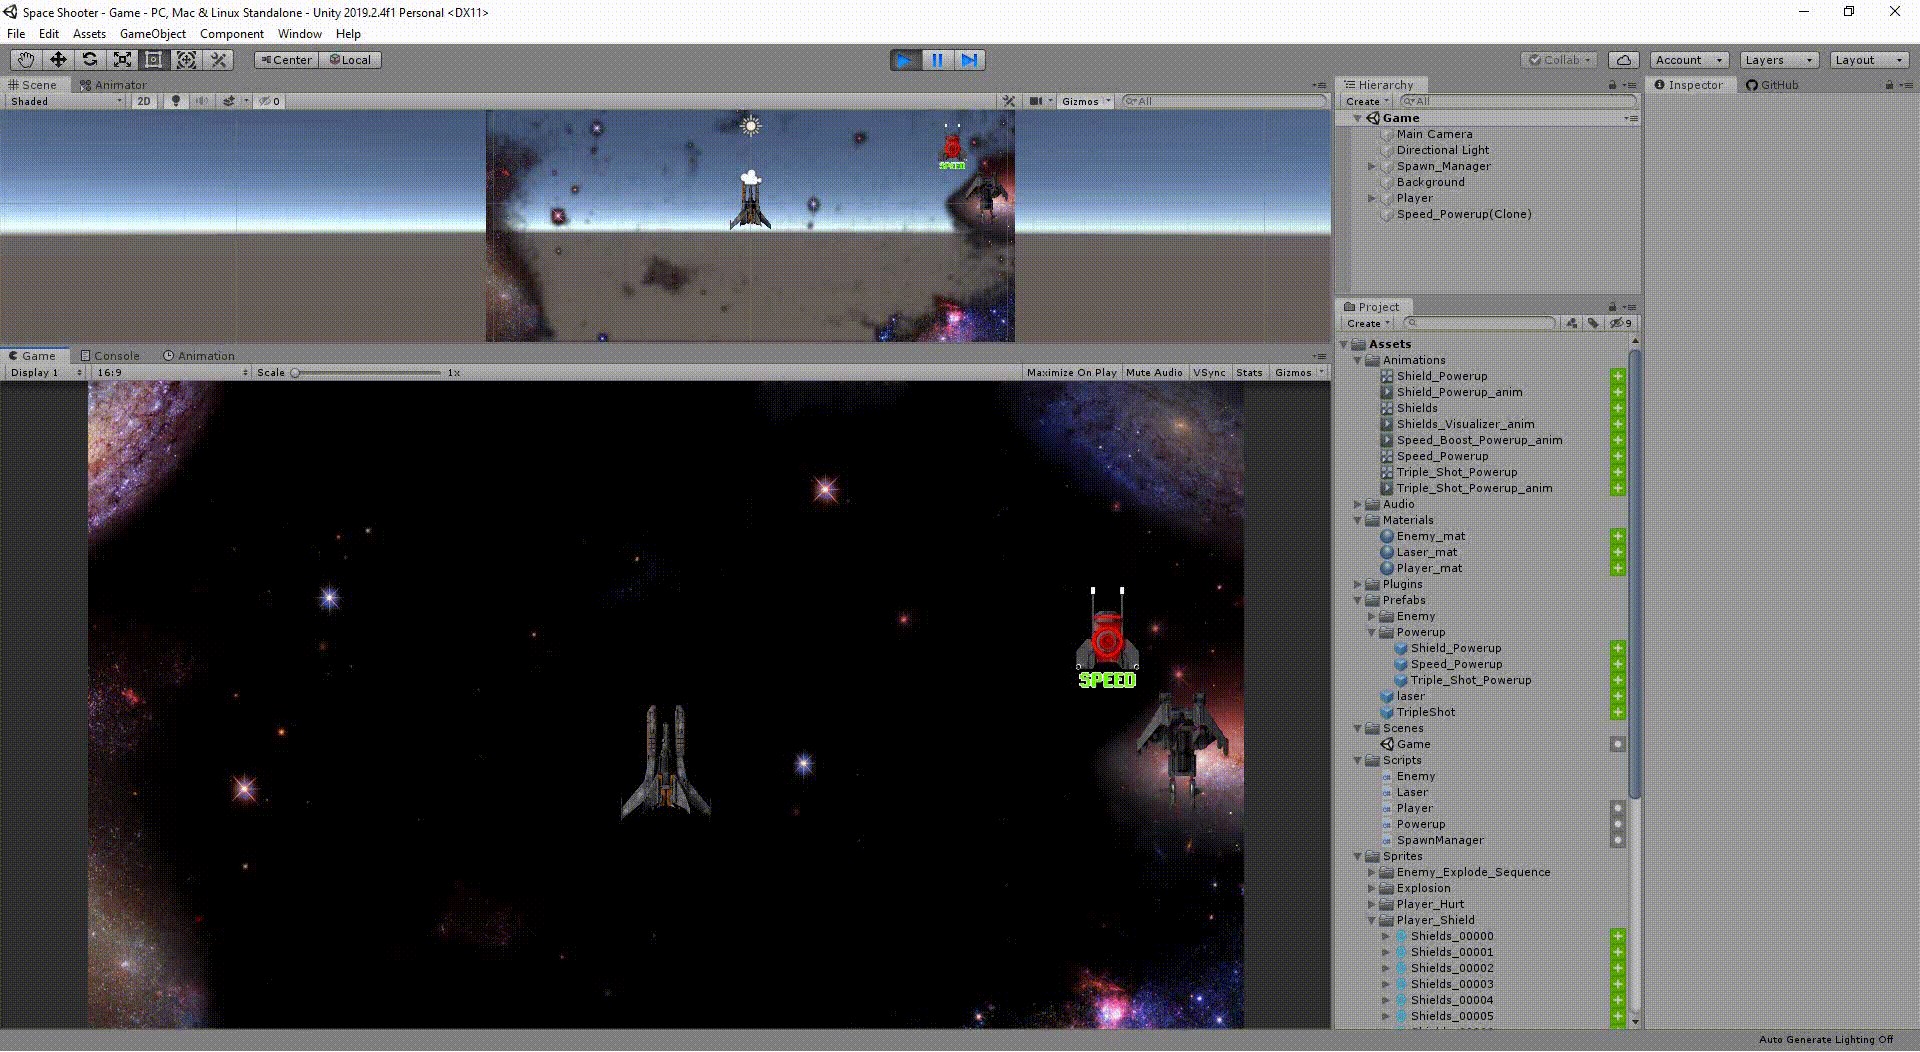 Space Shooter - Game - PC, Mac & Linux Standalone - Unity 2019.2.4f1 Personal <DX11>
File Edit Assets GameObject Component Window Help
Center Local
Collab Account Layers Layout
Scene Animator
Shaded 2D 0 Gizmos All
SPEED
Game Console Animation
Display 1 16:9 Scale 1x Maximize On Play Mute Audio VSync Stats Gizmos
SPEED
Hierarchy
Create All
Game
Main Camera
Directional Light
Spawn_Manager
Background
Player
Speed_Powerup(Clone)
Project
Create 9
Assets
Animations
Shield_Powerup
Shield_Powerup_anim
Shields
Shields_Visualizer_anim
Speed_Boost_Powerup_anim
Speed_Powerup
Triple_Shot_Powerup
Triple_Shot_Powerup_anim
Audio
Materials
Enemy_mat
Laser_mat
Player_mat
Plugins
Prefabs
Enemy
Powerup
Shield_Powerup
Speed_Powerup
Triple_Shot_Powerup
laser
TripleShot
Scenes
Game
Scripts
Enemy
Laser
Player
Powerup
SpawnManager
Sprites
Enemy_Explode_Sequence
Explosion
Player_Hurt
Player_Shield
Shields_00000
Shields_00001
Shields_00002
Shields_00003
Shields_00004
Shields_00005
Inspector GitHub
Auto Generate Lighting Off